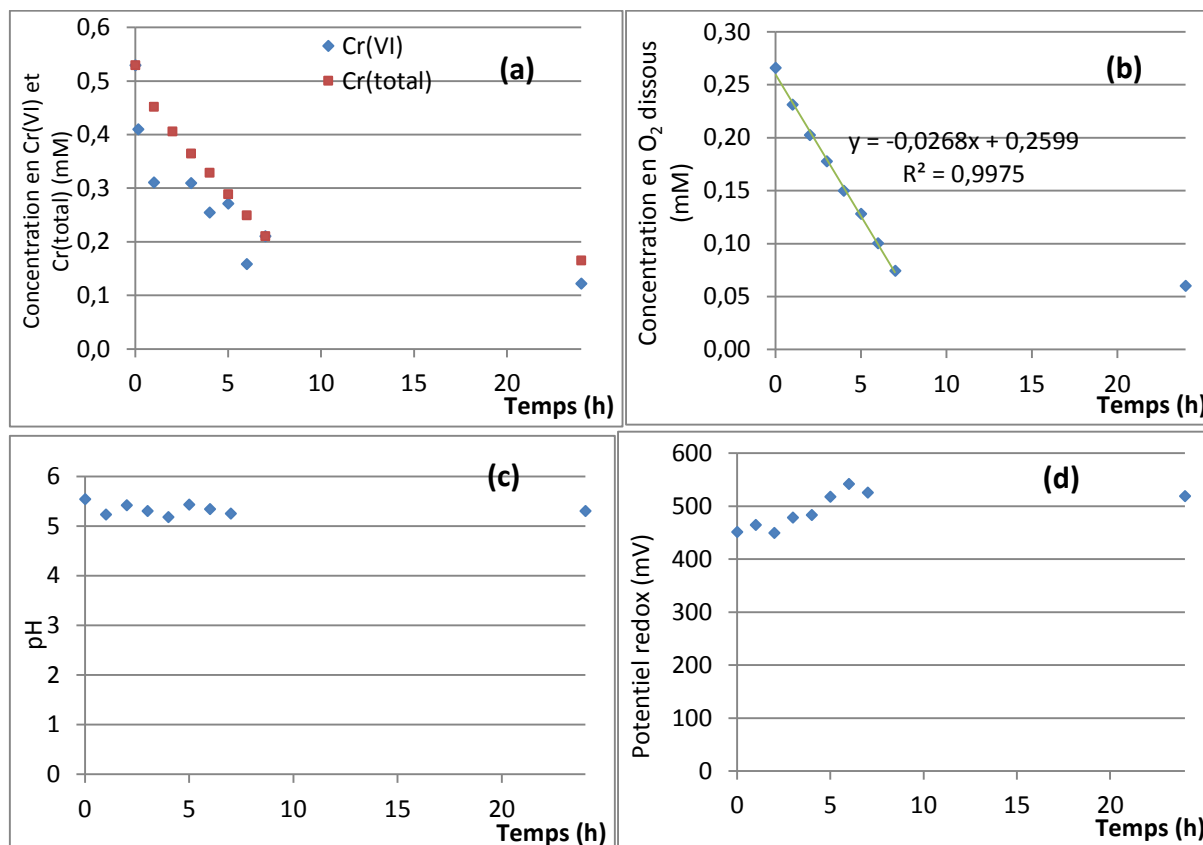 Concentration en Cr(VI) et
Cr(total) (mM)
0,6
0,5
0,4
0,3
0,2
0,1
0,0
Cr(VI)
Cr(total)
(a)
0
5
10
15
20
Temps (h)
Concentration en O₂ dissous
(mM)
0,30
0,25
0,20
0,15
0,10
0,05
0,00
(b)
y = -0,0268x + 0,2599
R² = 0,9975
0
5
10
15
20
Temps (h)
pH
6
5
4
3
2
1
0
(c)
0
5
10
15
20
Temps (h)
Potentiel redox (mV)
600
500
400
300
200
100
0
(d)
0
5
10
15
20
Temps (h)